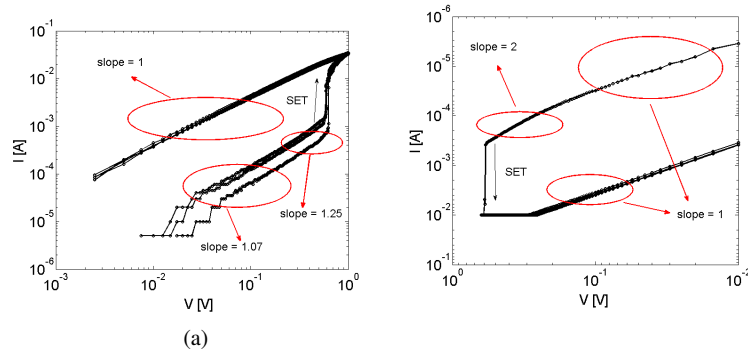 10^-1
10^-2
10^-3
10^-4
10^-5
10^-6
I [A]
slope = 1
SET
slope = 1.25
slope = 1.07
10^-3
10^-2
10^-1
10^0
V [V]
(a)
10^-6
10^-5
10^-4
10^-3
10^-2
10^-1
I [A]
slope = 2
SET
slope = 1
10^0
10^-1
10^-2
V [V]